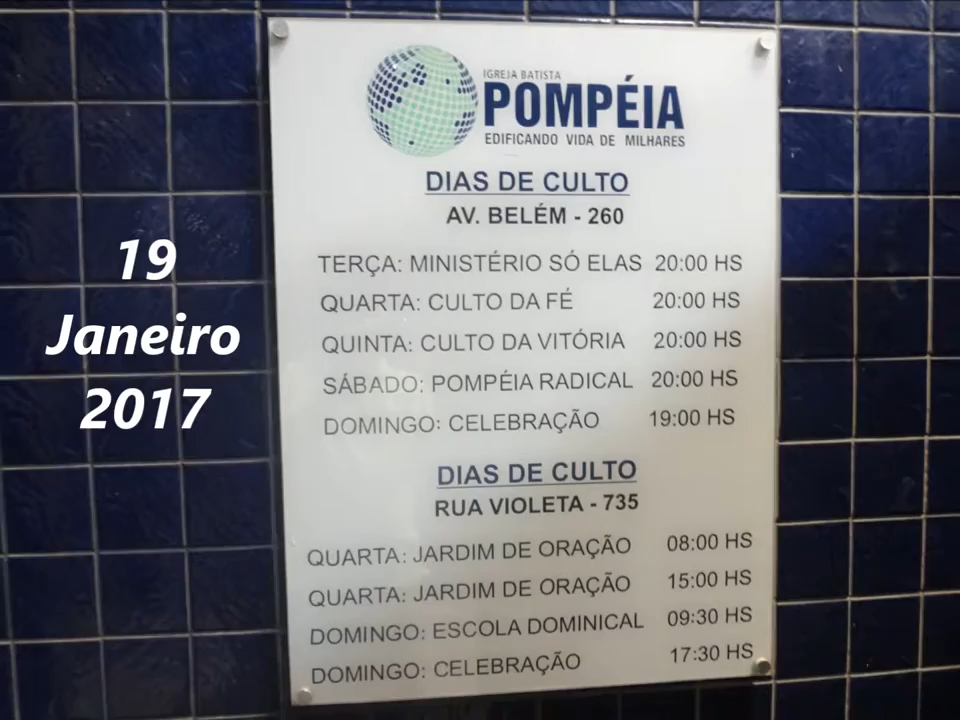 19
Janeiro
2017
IGREJA BATISTA
POMPÉIA
EDIFICANDO VIDA DE MILHARES
DIAS DE CULTO
AV. BELÉM - 260
TERÇA: MINISTÉRIO SÓ ELAS 20:00 HS
QUARTA: CULTO DA FÉ 20:00 HS
QUINTA: CULTO DA VITÓRIA 20:00 HS
SÁBADO: POMPÉIA RADICAL 20:00 HS
DOMINGO: CELEBRAÇÃO 19:00 HS
DIAS DE CULTO
RUA VIOLETA - 735
QUARTA: JARDIM DE ORAÇÃO 08:00 HS
QUARTA: JARDIM DE ORAÇÃO 15:00 HS
DOMINGO: ESCOLA DOMINICAL 09:30 HS
DOMINGO: CELEBRAÇÃO 17:30 HS